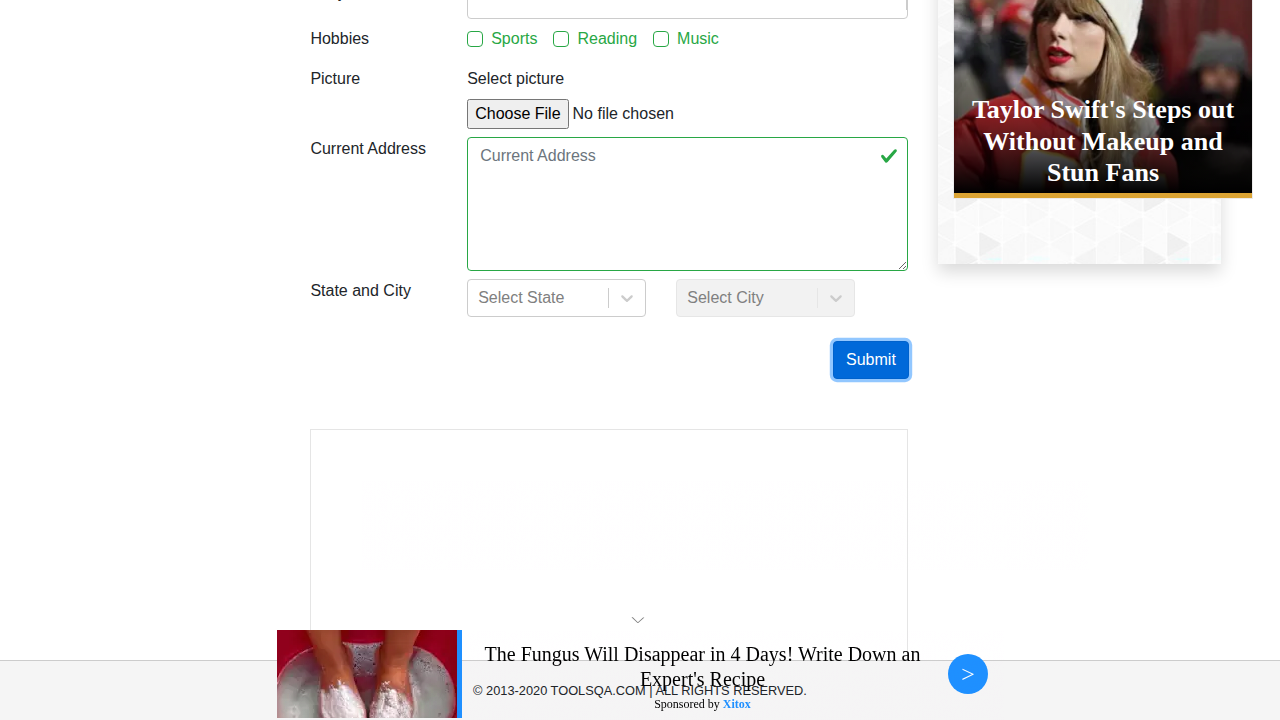 Hobbies
Sports Reading Music
Picture
Select picture
Choose File No file chosen
Current Address
Current Address
State and City
Select State
Select City
Submit
Taylor Swift's Steps out
Without Makeup and
Stun Fans
The Fungus Will Disappear in 4 Days! Write Down an
Expert's Recipe
Sponsored by Xitox
>
© 2013-2020 TOOLSQA.COM | ALL RIGHTS RESERVED.